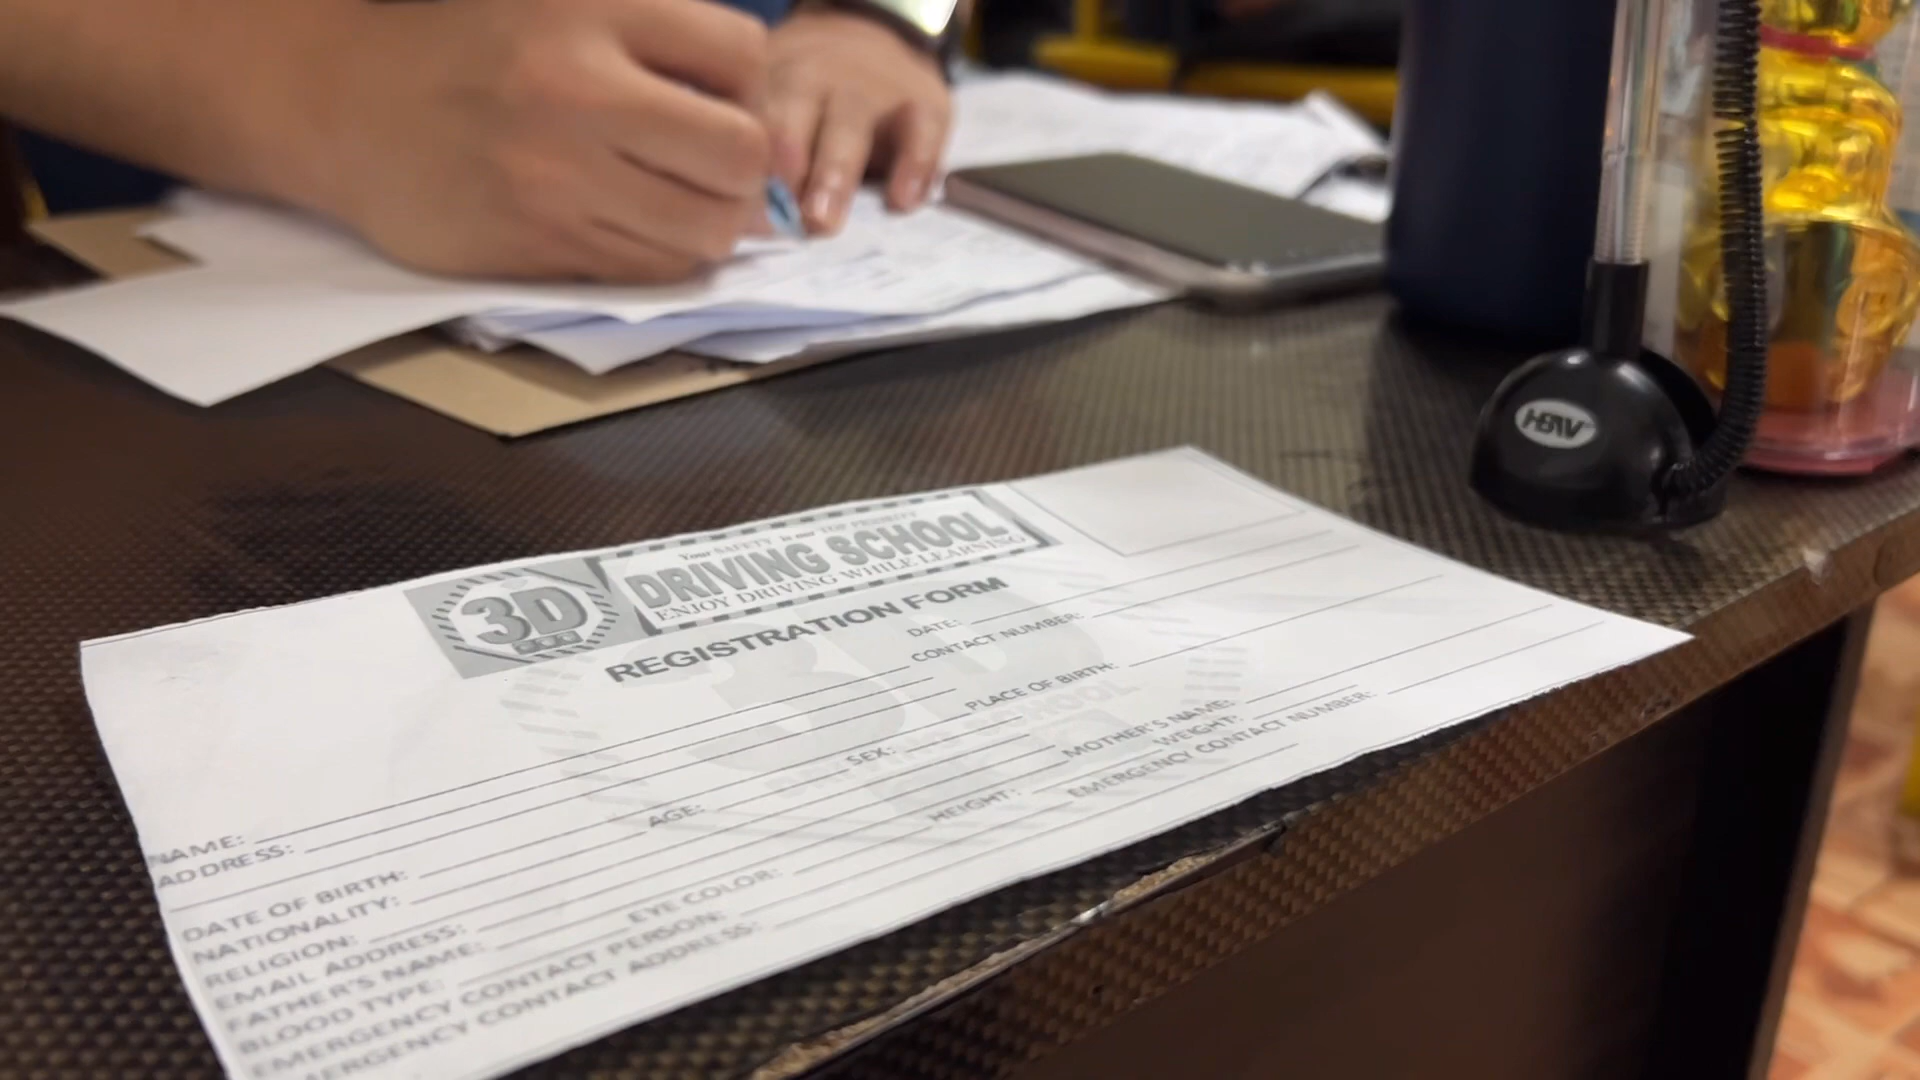 Your SAFETY is our TOP PRIORITY
3D DRIVING SCHOOL
ENJOY DRIVING WHILE LEARNING
REGISTRATION FORM
DATE:
NAME: CONTACT NUMBER:
ADDRESS:
DATE OF BIRTH: AGE: SEX: PLACE OF BIRTH:
NATIONALITY:
RELIGION:
EMAIL ADDRESS:
FATHER'S NAME: MOTHER'S NAME:
BLOOD TYPE: EYE COLOR: HEIGHT: WEIGHT:
EMERGENCY CONTACT PERSON: EMERGENCY CONTACT NUMBER:
EMERGENCY CONTACT ADDRESS:
HBW